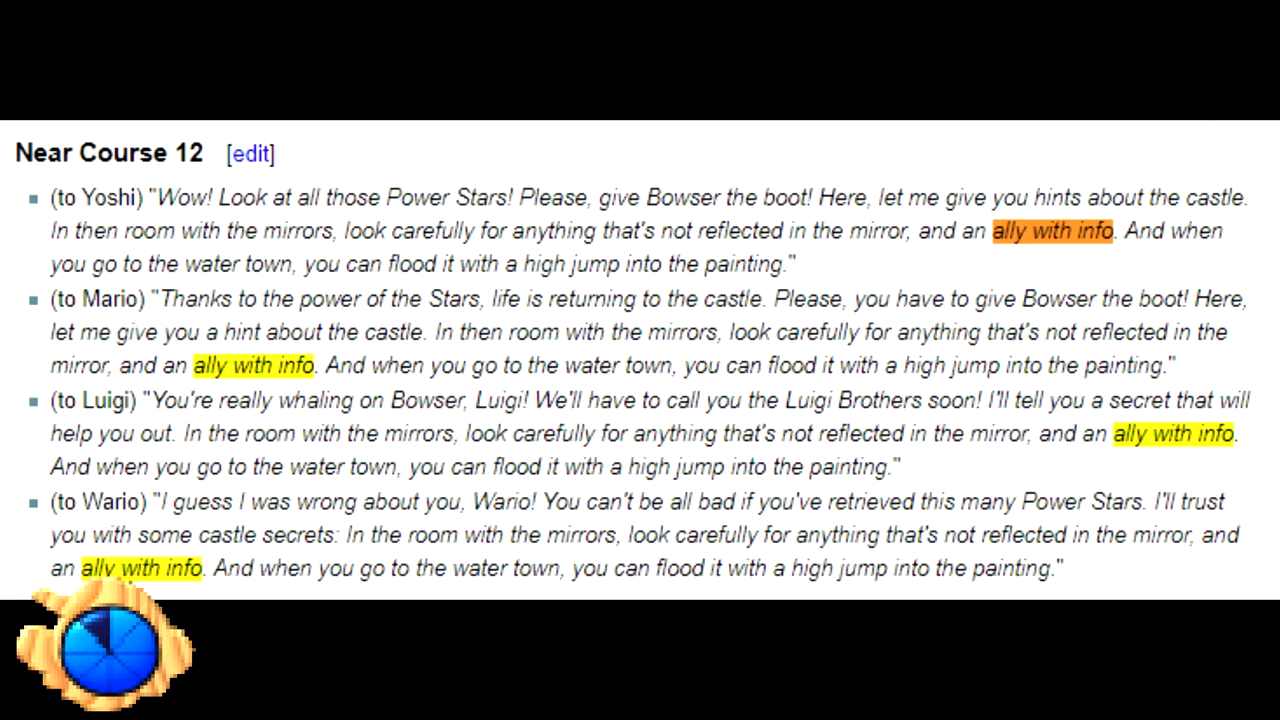 Near Course 12 [edit]
(to Yoshi) "Wow! Look at all those Power Stars! Please, give Bowser the boot! Here, let me give you hints about the castle.
In then room with the mirrors, look carefully for anything that's not reflected in the mirror, and an ally with info. And when
you go to the water town, you can flood it with a high jump into the painting."
(to Mario) "Thanks to the power of the Stars, life is returning to the castle. Please, you have to give Bowser the boot! Here,
let me give you a hint about the castle. In then room with the mirrors, look carefully for anything that's not reflected in the
mirror, and an ally with info. And when you go to the water town, you can flood it with a high jump into the painting."
(to Luigi) "You're really whaling on Bowser, Luigi! We'll have to call you the Luigi Brothers soon! I'll tell you a secret that will
help you out. In the room with the mirrors, look carefully for anything that's not reflected in the mirror, and an ally with info.
And when you go to the water town, you can flood it with a high jump into the painting."
(to Wario) "I guess I was wrong about you, Wario! You can't be all bad if you've retrieved this many Power Stars. I'll trust
you with some castle secrets: In the room with the mirrors, look carefully for anything that's not reflected in the mirror, and
an ally with info. And when you go to the water town, you can flood it with a high jump into the painting."